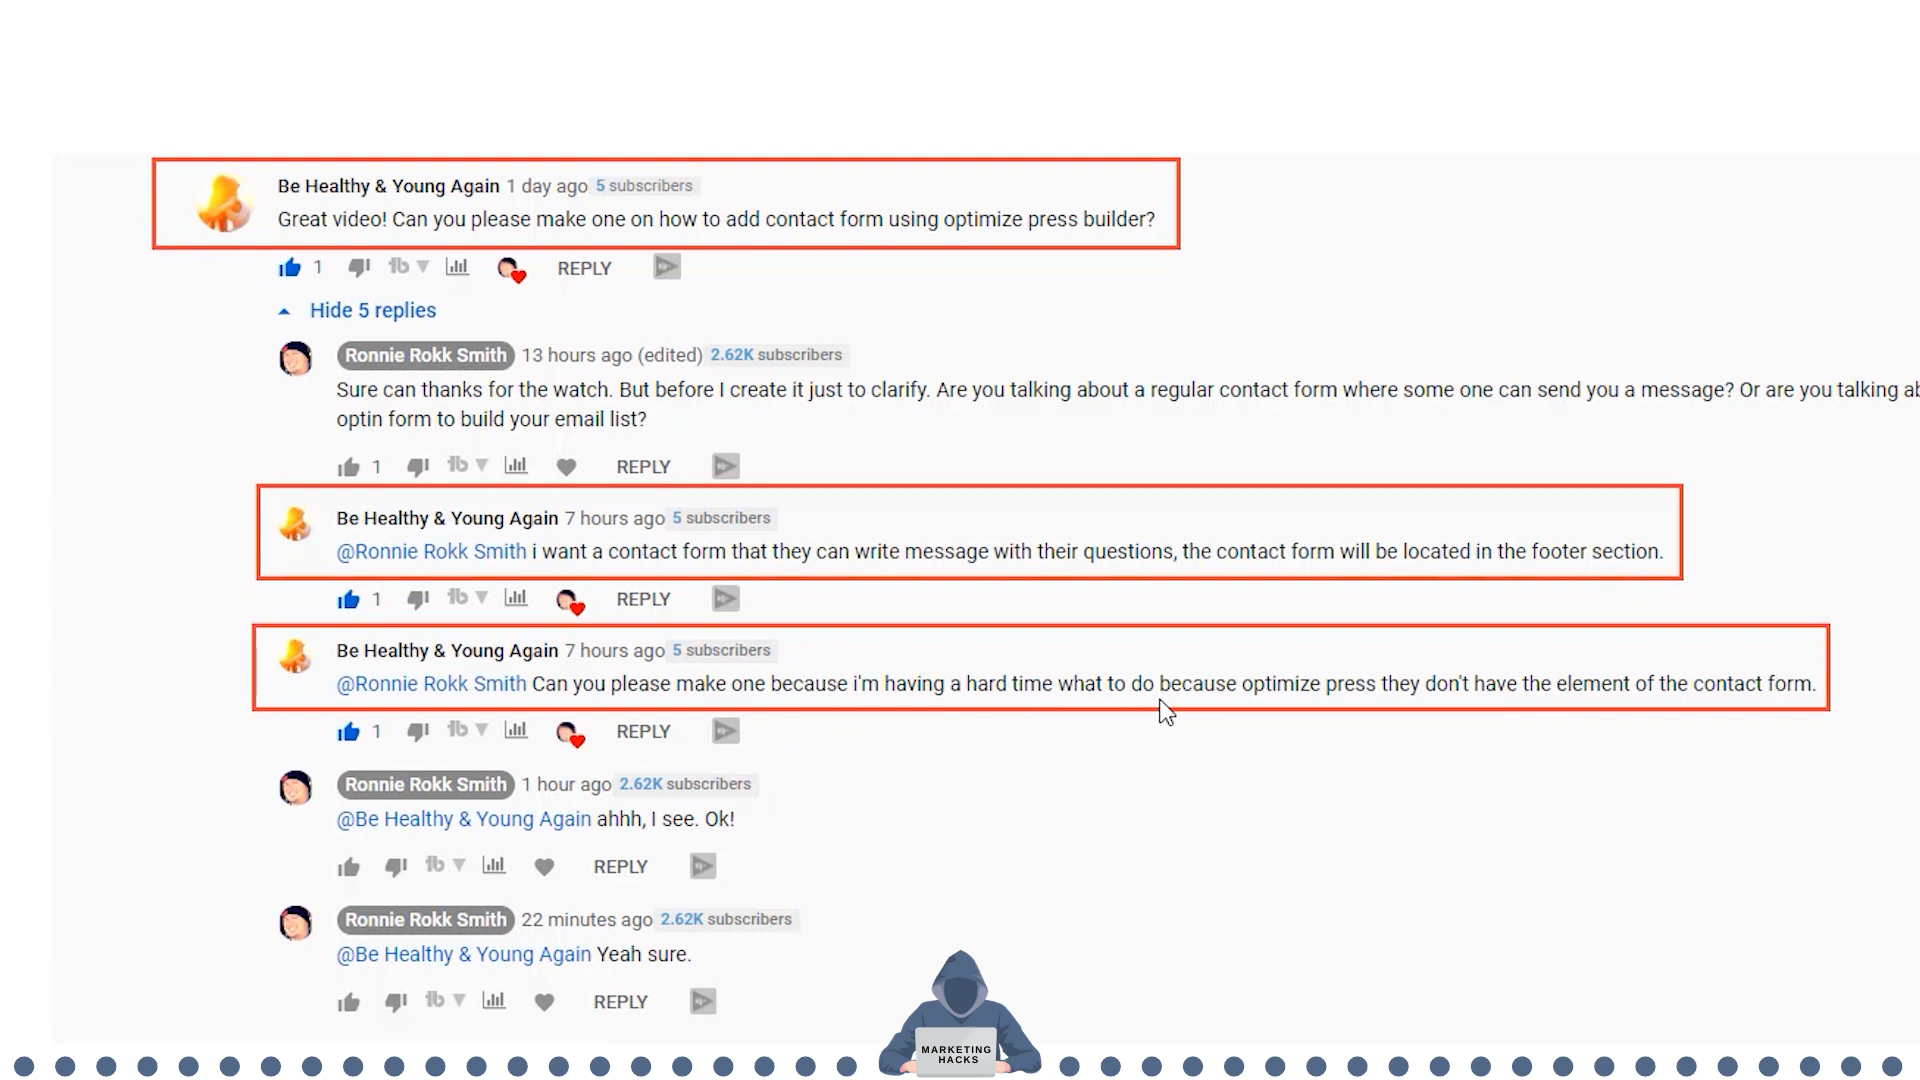 Be Healthy & Young Again 1 day ago 5 subscribers
Great video! Can you please make one on how to add contact form using optimize press builder?
1 REPLY
Hide 5 replies
Ronnie Rokk Smith 13 hours ago (edited) 2.62K subscribers
Sure can thanks for the watch. But before I create it just to clarify. Are you talking about a regular contact form where some one can send you a message? Or are you talking ab
optin form to build your email list?
1 REPLY
Be Healthy & Young Again 7 hours ago 5 subscribers
@Ronnie Rokk Smith i want a contact form that they can write message with their questions, the contact form will be located in the footer section.
1 REPLY
Be Healthy & Young Again 7 hours ago 5 subscribers
@Ronnie Rokk Smith Can you please make one because i'm having a hard time what to do because optimize press they don't have the element of the contact form.
1 REPLY
Ronnie Rokk Smith 1 hour ago 2.62K subscribers
@Be Healthy & Young Again ahhh, I see. Ok!
REPLY
Ronnie Rokk Smith 22 minutes ago 2.62K subscribers
@Be Healthy & Young Again Yeah sure.
REPLY
MARKETING
HACKS